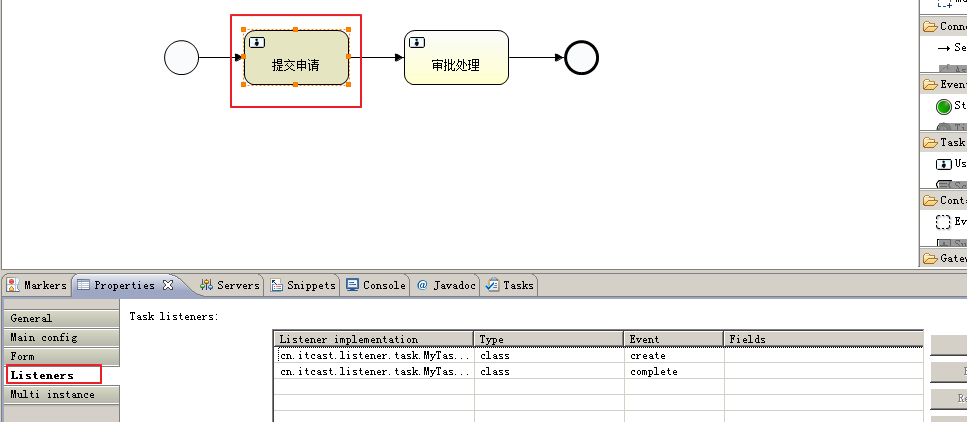 Conne
Se
提交申请
审批处理
Event
St
Task
Us
Conta
Ev
Gatew
Markers
Properties
Servers
Snippets
Console
@ Javadoc
Tasks
General
Main config
Form
Listeners
Multi instance
Task listeners:
Listener implementation Type Event Fields
cn.itcast.listener.task.MyTas... class create
cn.itcast.listener.task.MyTas... class complete
Re